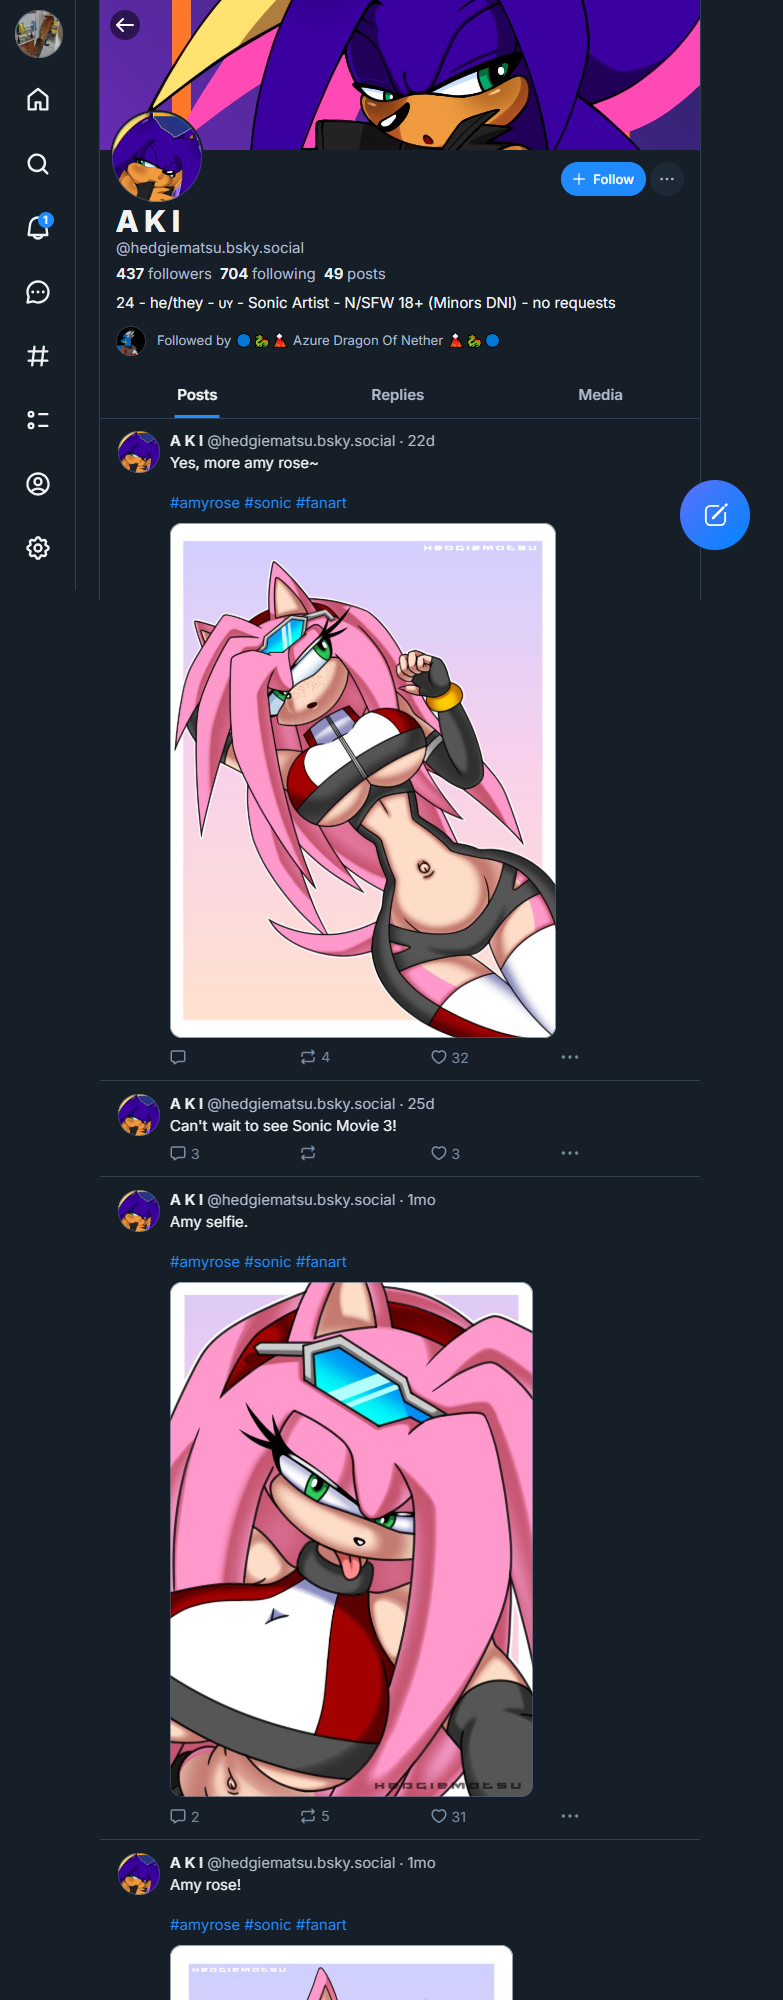 1
+ Follow
A K I
@hedgiematsu.bsky.social
437 followers 704 following 49 posts
24 - he/they - ᴜʏ - Sonic Artist - N/SFW 18+ (Minors DNI) - no requests
Followed by 🔵🐉🌋 Azure Dragon Of Nether 🌋🐉🔵
Posts Replies Media
A K I @hedgiematsu.bsky.social · 22d
Yes, more amy rose~
#amyrose #sonic #fanart
HEDGIEMATSU
4 32
A K I @hedgiematsu.bsky.social · 25d
Can't wait to see Sonic Movie 3!
3 3
A K I @hedgiematsu.bsky.social · 1mo
Amy selfie.
#amyrose #sonic #fanart
HEDGIEMATSU
2 5 31
A K I @hedgiematsu.bsky.social · 1mo
Amy rose!
#amyrose #sonic #fanart
HEDGIEMATSU